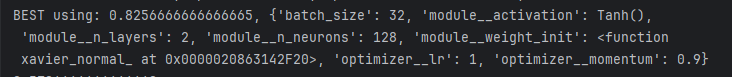 BEST using: 0.8256666666666665, {'batch_size': 32, 'module__activation': Tanh(),
'module__n_layers': 2, 'module__n_neurons': 128, 'module__weight_init': <function
xavier_normal_ at 0x0000020863142F20>, 'optimizer__lr': 1, 'optimizer__momentum': 0.9}